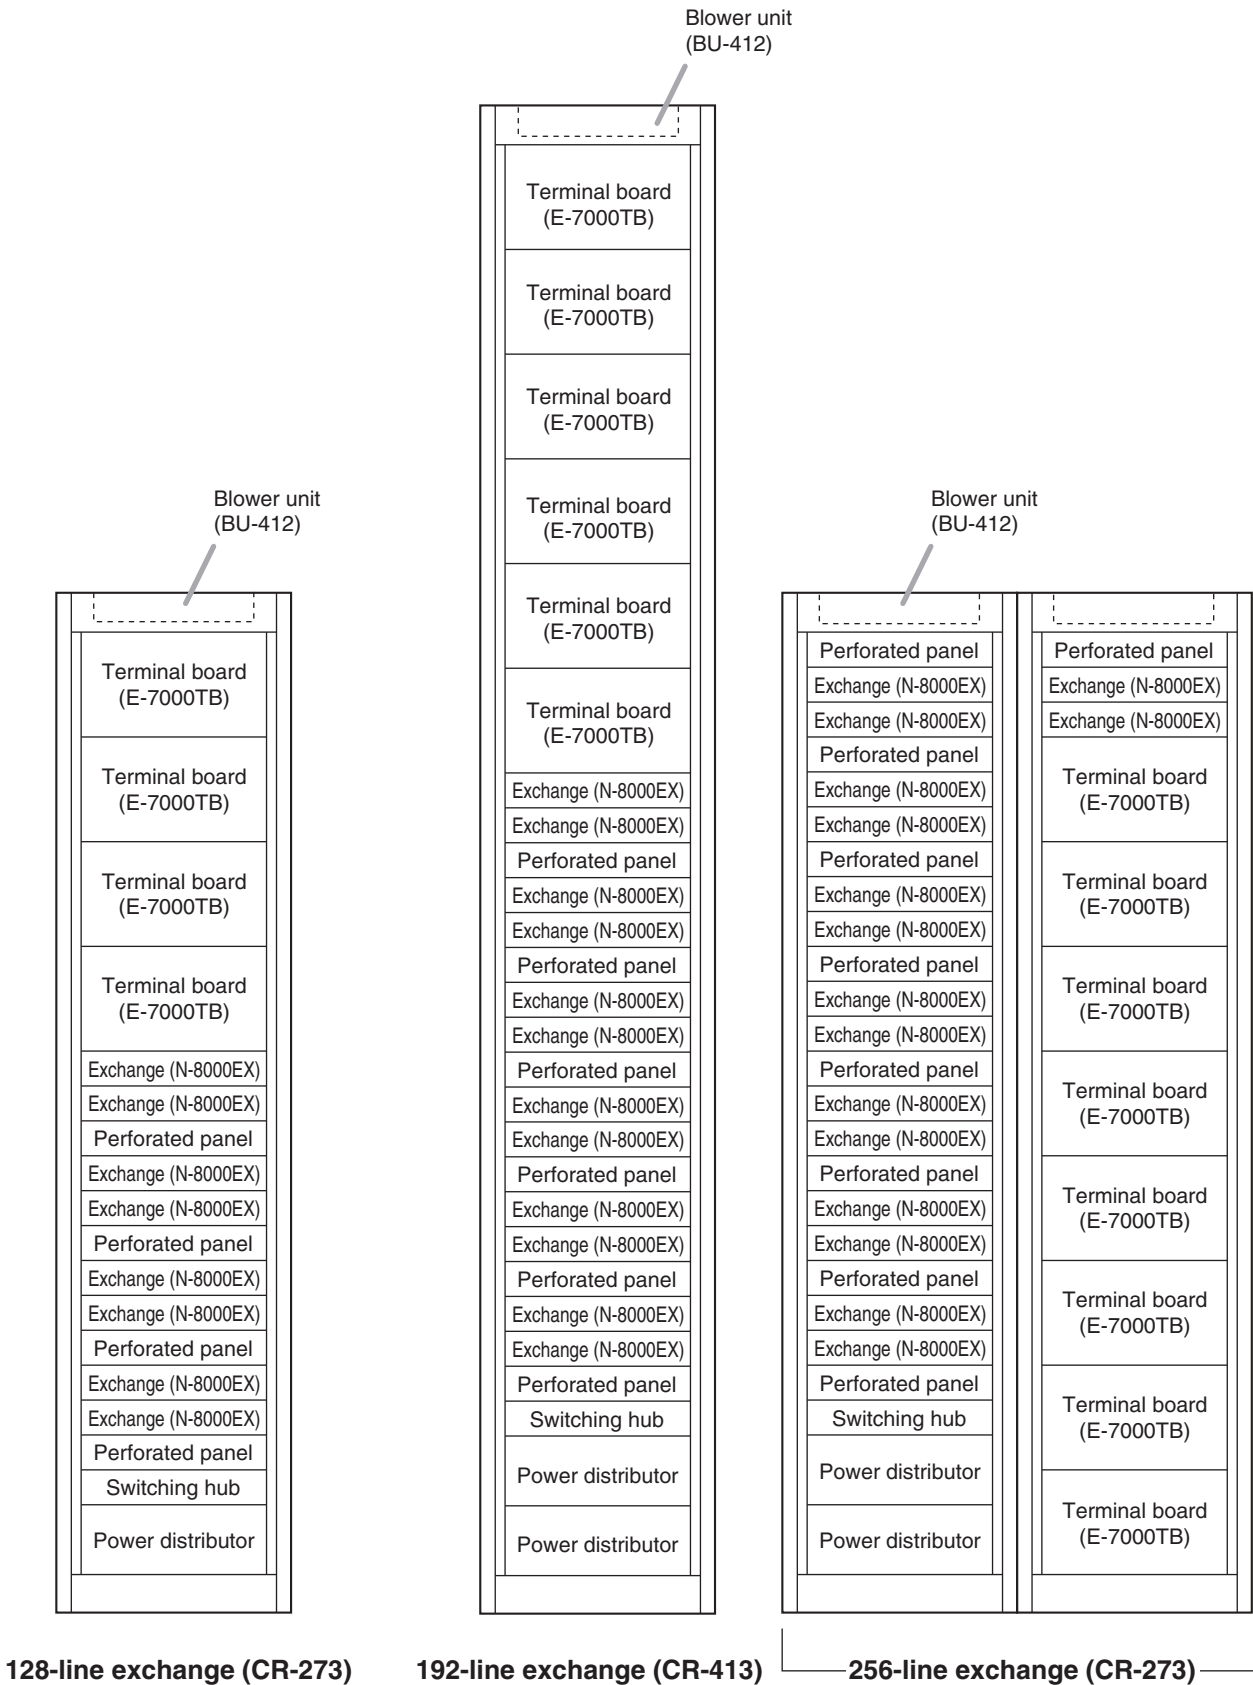 Blower unit
(BU-412)
Terminal board
(E-7000TB)
Terminal board
(E-7000TB)
Terminal board
(E-7000TB)
Terminal board
(E-7000TB)
Exchange (N-8000EX)
Exchange (N-8000EX)
Perforated panel
Exchange (N-8000EX)
Exchange (N-8000EX)
Perforated panel
Exchange (N-8000EX)
Exchange (N-8000EX)
Perforated panel
Exchange (N-8000EX)
Exchange (N-8000EX)
Perforated panel
Switching hub
Power distributor
128-line exchange (CR-273)
Blower unit
(BU-412)
Terminal board
(E-7000TB)
Terminal board
(E-7000TB)
Terminal board
(E-7000TB)
Terminal board
(E-7000TB)
Terminal board
(E-7000TB)
Terminal board
(E-7000TB)
Exchange (N-8000EX)
Exchange (N-8000EX)
Perforated panel
Exchange (N-8000EX)
Exchange (N-8000EX)
Perforated panel
Exchange (N-8000EX)
Exchange (N-8000EX)
Perforated panel
Exchange (N-8000EX)
Exchange (N-8000EX)
Perforated panel
Exchange (N-8000EX)
Exchange (N-8000EX)
Perforated panel
Exchange (N-8000EX)
Exchange (N-8000EX)
Perforated panel
Switching hub
Power distributor
Power distributor
192-line exchange (CR-413)
Blower unit
(BU-412)
Perforated panel
Exchange (N-8000EX)
Exchange (N-8000EX)
Perforated panel
Exchange (N-8000EX)
Exchange (N-8000EX)
Perforated panel
Exchange (N-8000EX)
Exchange (N-8000EX)
Perforated panel
Exchange (N-8000EX)
Exchange (N-8000EX)
Perforated panel
Exchange (N-8000EX)
Exchange (N-8000EX)
Perforated panel
Exchange (N-8000EX)
Exchange (N-8000EX)
Perforated panel
Exchange (N-8000EX)
Exchange (N-8000EX)
Perforated panel
Switching hub
Power distributor
Power distributor
Perforated panel
Exchange (N-8000EX)
Exchange (N-8000EX)
Terminal board
(E-7000TB)
Terminal board
(E-7000TB)
Terminal board
(E-7000TB)
Terminal board
(E-7000TB)
Terminal board
(E-7000TB)
Terminal board
(E-7000TB)
Terminal board
(E-7000TB)
Terminal board
(E-7000TB)
256-line exchange (CR-273)